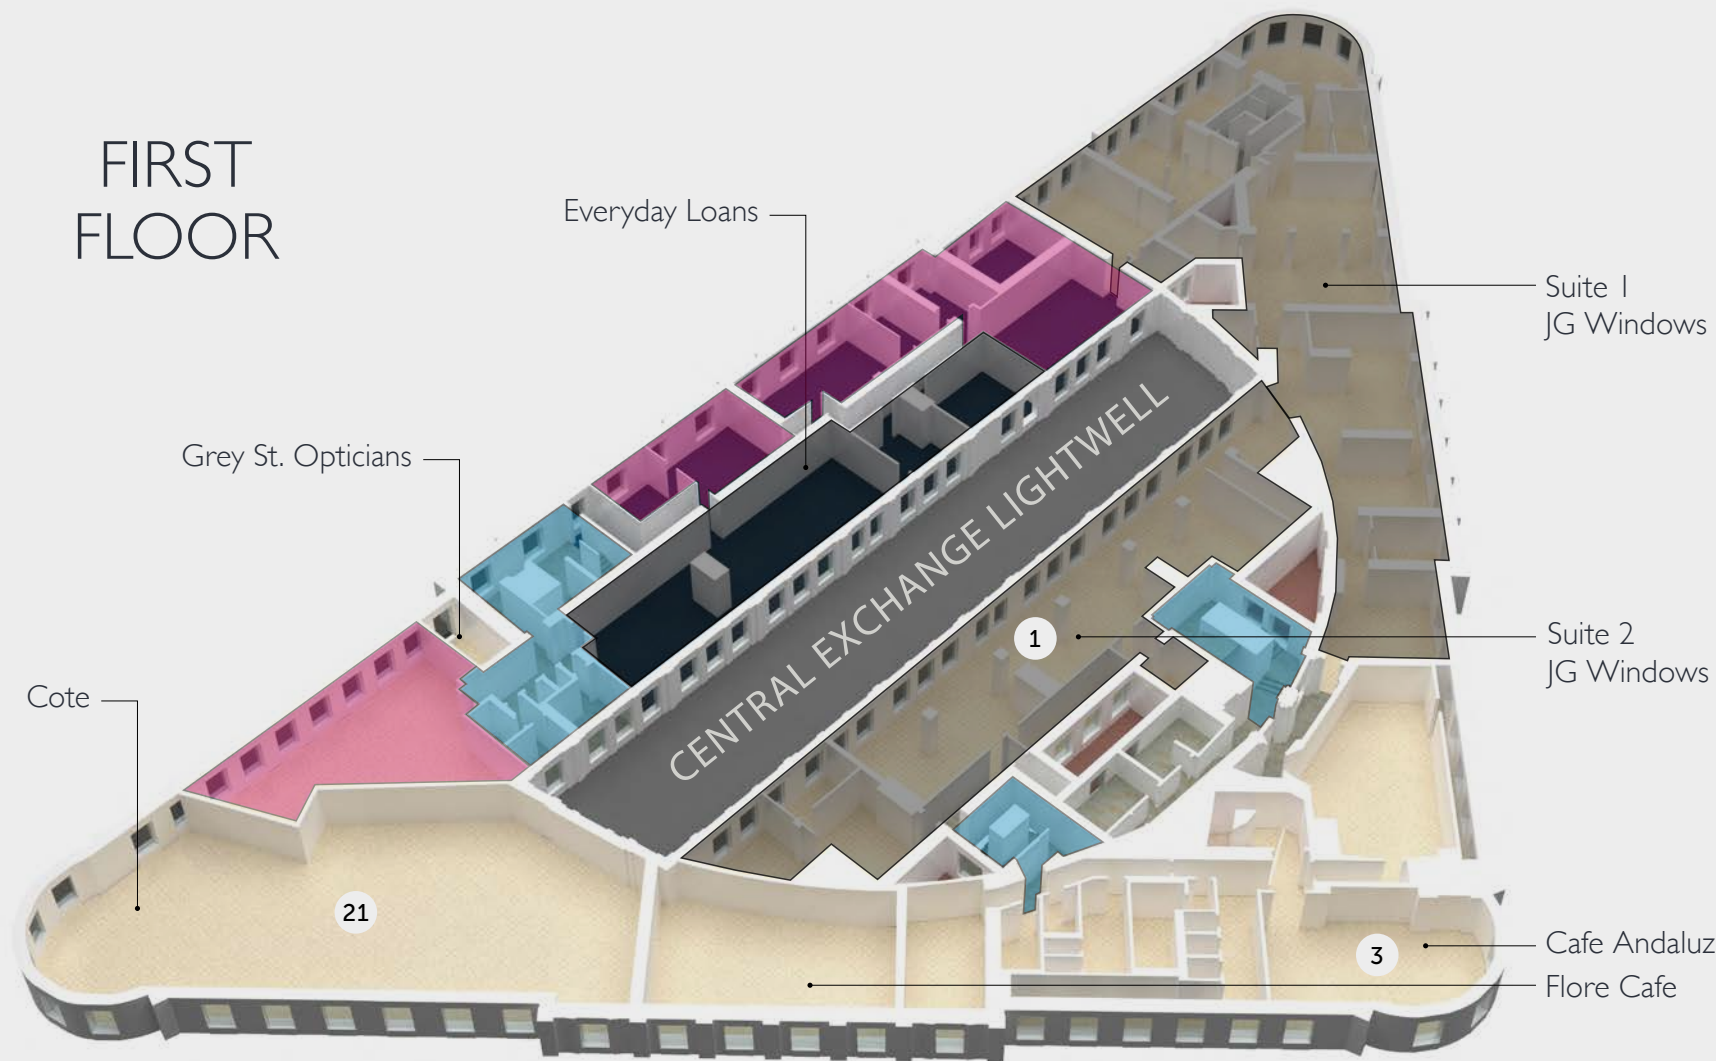 FIRST
FLOOR
Everyday Loans
Suite 1
JG Windows
Grey St. Opticians
CENTRAL EXCHANGE LIGHTWELL
1
Suite 2
JG Windows
Cote
21
3
Cafe Andaluz
Flore Cafe